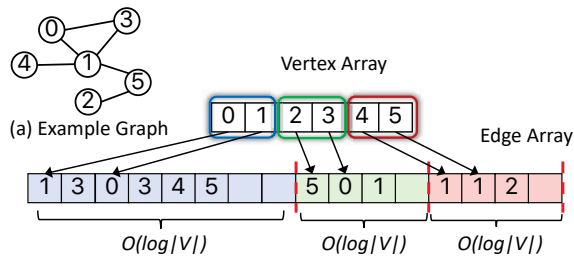 0 3
4 1 5
2
(a) Example Graph
Vertex Array
0 1 2 3 4 5
Edge Array
1 3 0 3 4 5 5 0 1 1 1 2
O(log|V|) O(log|V|) O(log|V|)